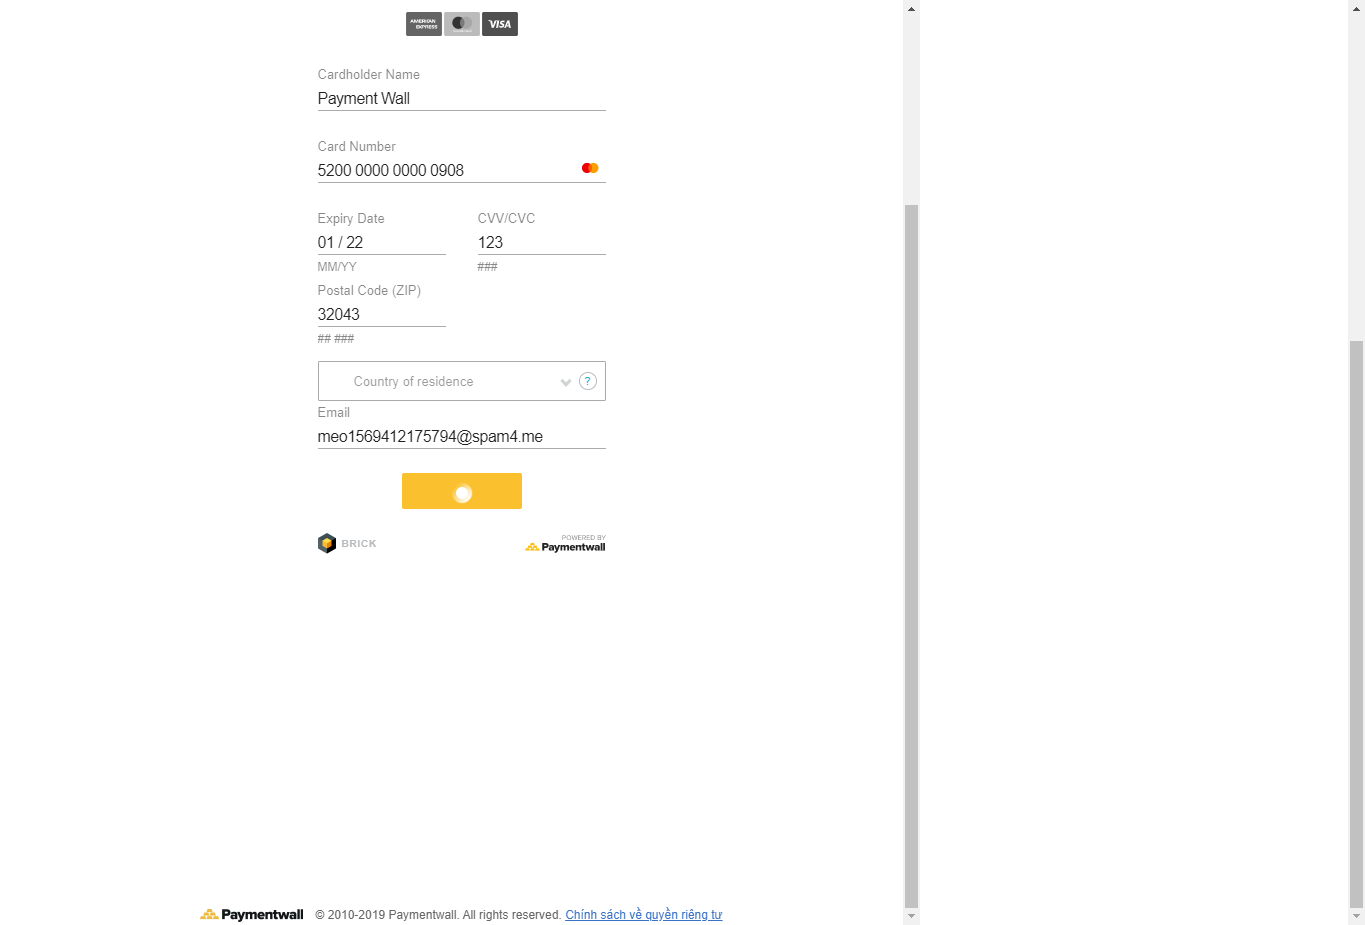 AMERICAN EXPRESS VISA
Cardholder Name
Payment Wall
Card Number
5200 0000 0000 0908
Expiry Date CVV/CVC
01 / 22 123
MM/YY ###
Postal Code (ZIP)
32043
## ###
Country of residence ?
Email
meo1569412175794@spam4.me
BRICK POWERED BY
Paymentwall
Paymentwall © 2010-2019 Paymentwall. All rights reserved. Chính sách về quyền riêng tư